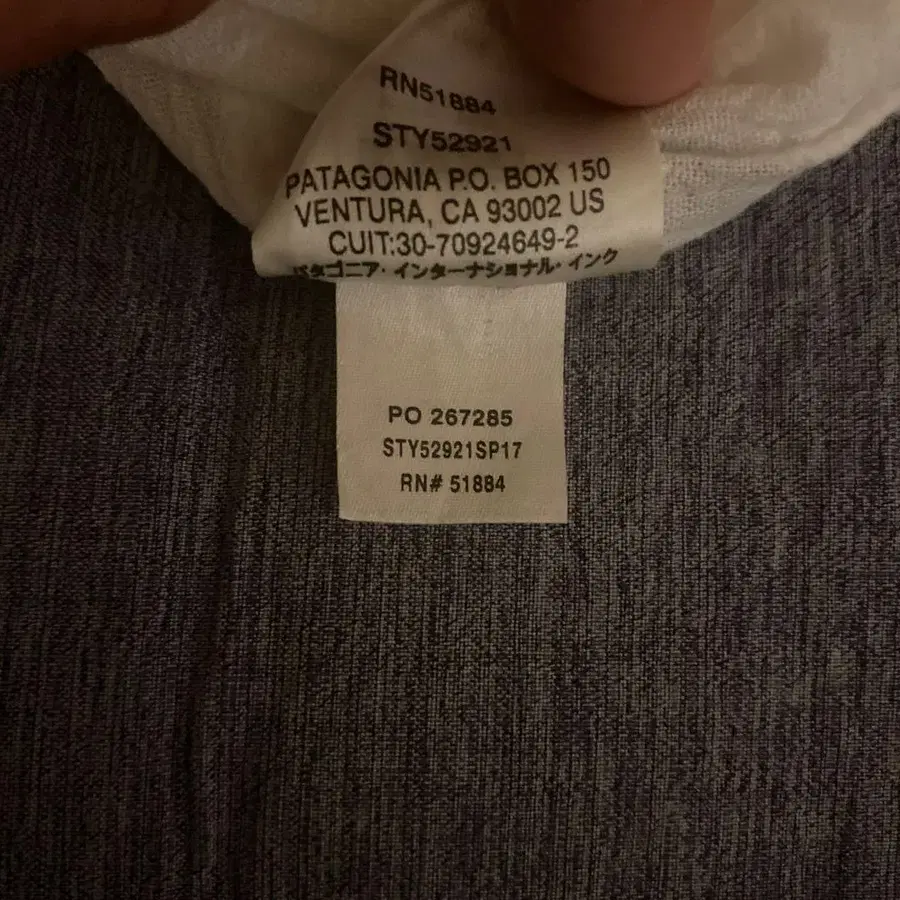 RN51884
STY52921
PATAGONIA P.O. BOX 150
VENTURA, CA 93002 US
CUIT:30-70924649-2
パタゴニア・インターナショナル・インク
PO 267285
STY52921SP17
RN# 51884